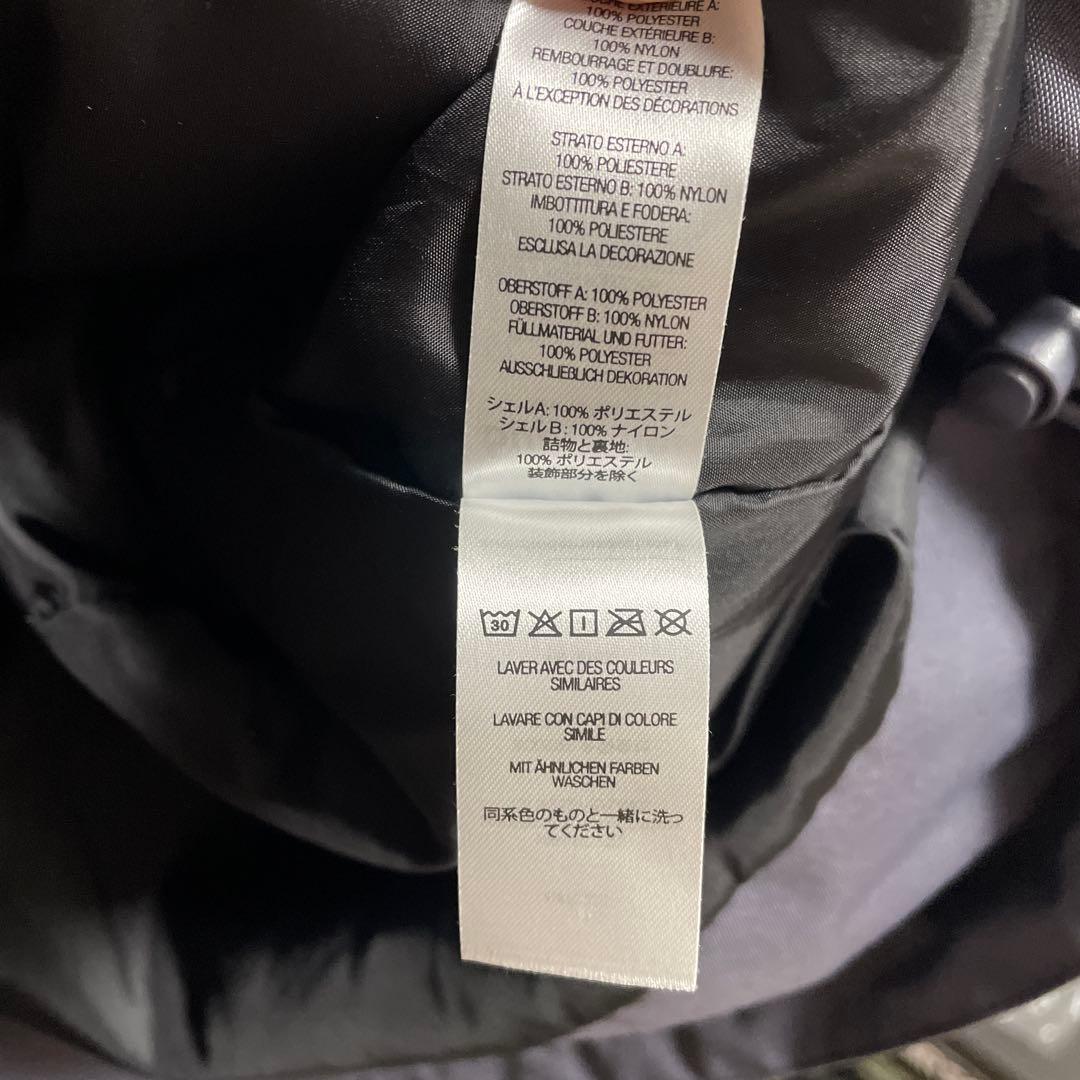 EXTÉRIEURE A:
100% POLYESTER
COUCHE EXTÉRIEURE B:
100% NYLON
REMBOURRAGE ET DOUBLURE:
100% POLYESTER
À L'EXCEPTION DES DÉCORATIONS
STRATO ESTERNO A:
100% POLIESTERE
STRATO ESTERNO B: 100% NYLON
IMBOTTITURA E FODERA:
100% POLIESTERE
ESCLUSA LA DECORAZIONE
OBERSTOFF A: 100% POLYESTER
OBERSTOFF B: 100% NYLON
FÜLLMATERIAL UND FUTTER:
100% POLYESTER
AUSSCHLIEßLICH DEKORATION
シェルA: 100% ポリエステル
シェルB: 100% ナイロン
詰物と裏地:
100% ポリエステル
装飾部分を除く
30
LAVER AVEC DES COULEURS
SIMILAIRES
LAVARE CON CAPI DI COLORE
SIMILE
MIT ÄHNLICHEN FARBEN
WASCHEN
同系色のものと一緒に洗っ
てください